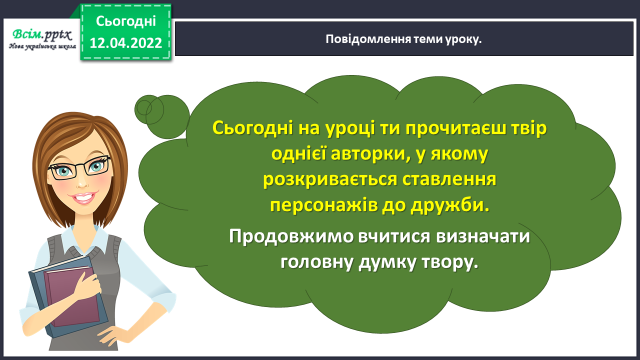 Всім.pptx
Нова українська школа
Сьогодні
12.04.2022
Повідомлення теми уроку.
Сьогодні на уроці ти прочитаєш твір
однієї авторки, у якому
розкривається ставлення
персонажів до дружби.
Продовжимо вчитися визначати
головну думку твору.